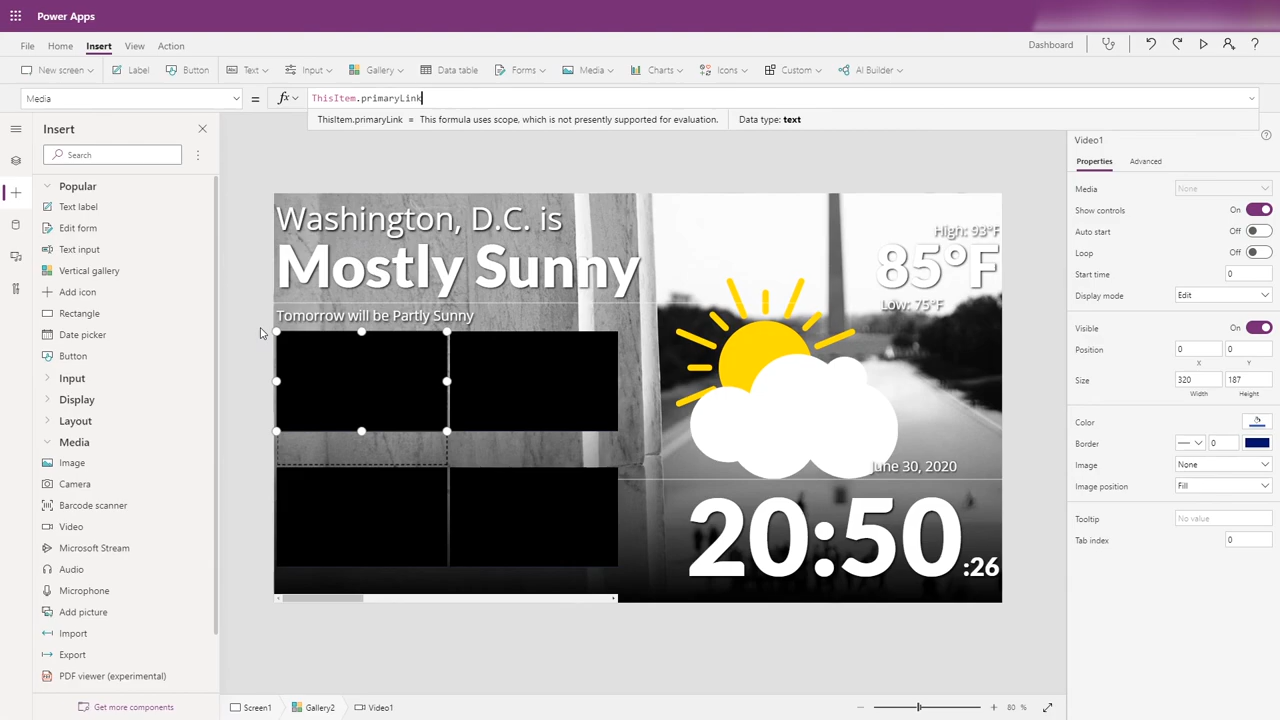 Power Apps
File Home Insert View Action
Dashboard
New screen Label Button Text Input Gallery Data table Forms Media Charts Icons Custom AI Builder
Media = fx ThisItem.primaryLink
ThisItem.primaryLink = This formula uses scope, which is not presently supported for evaluation. Data type: text
Insert
Search
Popular
Text label
Edit form
Text input
Vertical gallery
Add icon
Rectangle
Date picker
Button
Input
Display
Layout
Media
Image
Camera
Barcode scanner
Video
Microsoft Stream
Audio
Microphone
Add picture
Import
Export
PDF viewer (experimental)
Get more components
Washington, D.C. is
Mostly Sunny
Tomorrow will be Partly Sunny
High: 93°F
85°F
Low: 75°F
June 30, 2020
20:50 :26
Screen1 Gallery2 Video1
80 %
Video1
Properties Advanced
Media None
Show controls On
Auto start Off
Loop Off
Start time 0
Display mode Edit
Visible On
Position 0 0
X Y
Size 320 187
Width Height
Color
Border 0
Image None
Image position Fill
Tooltip No value
Tab index 0